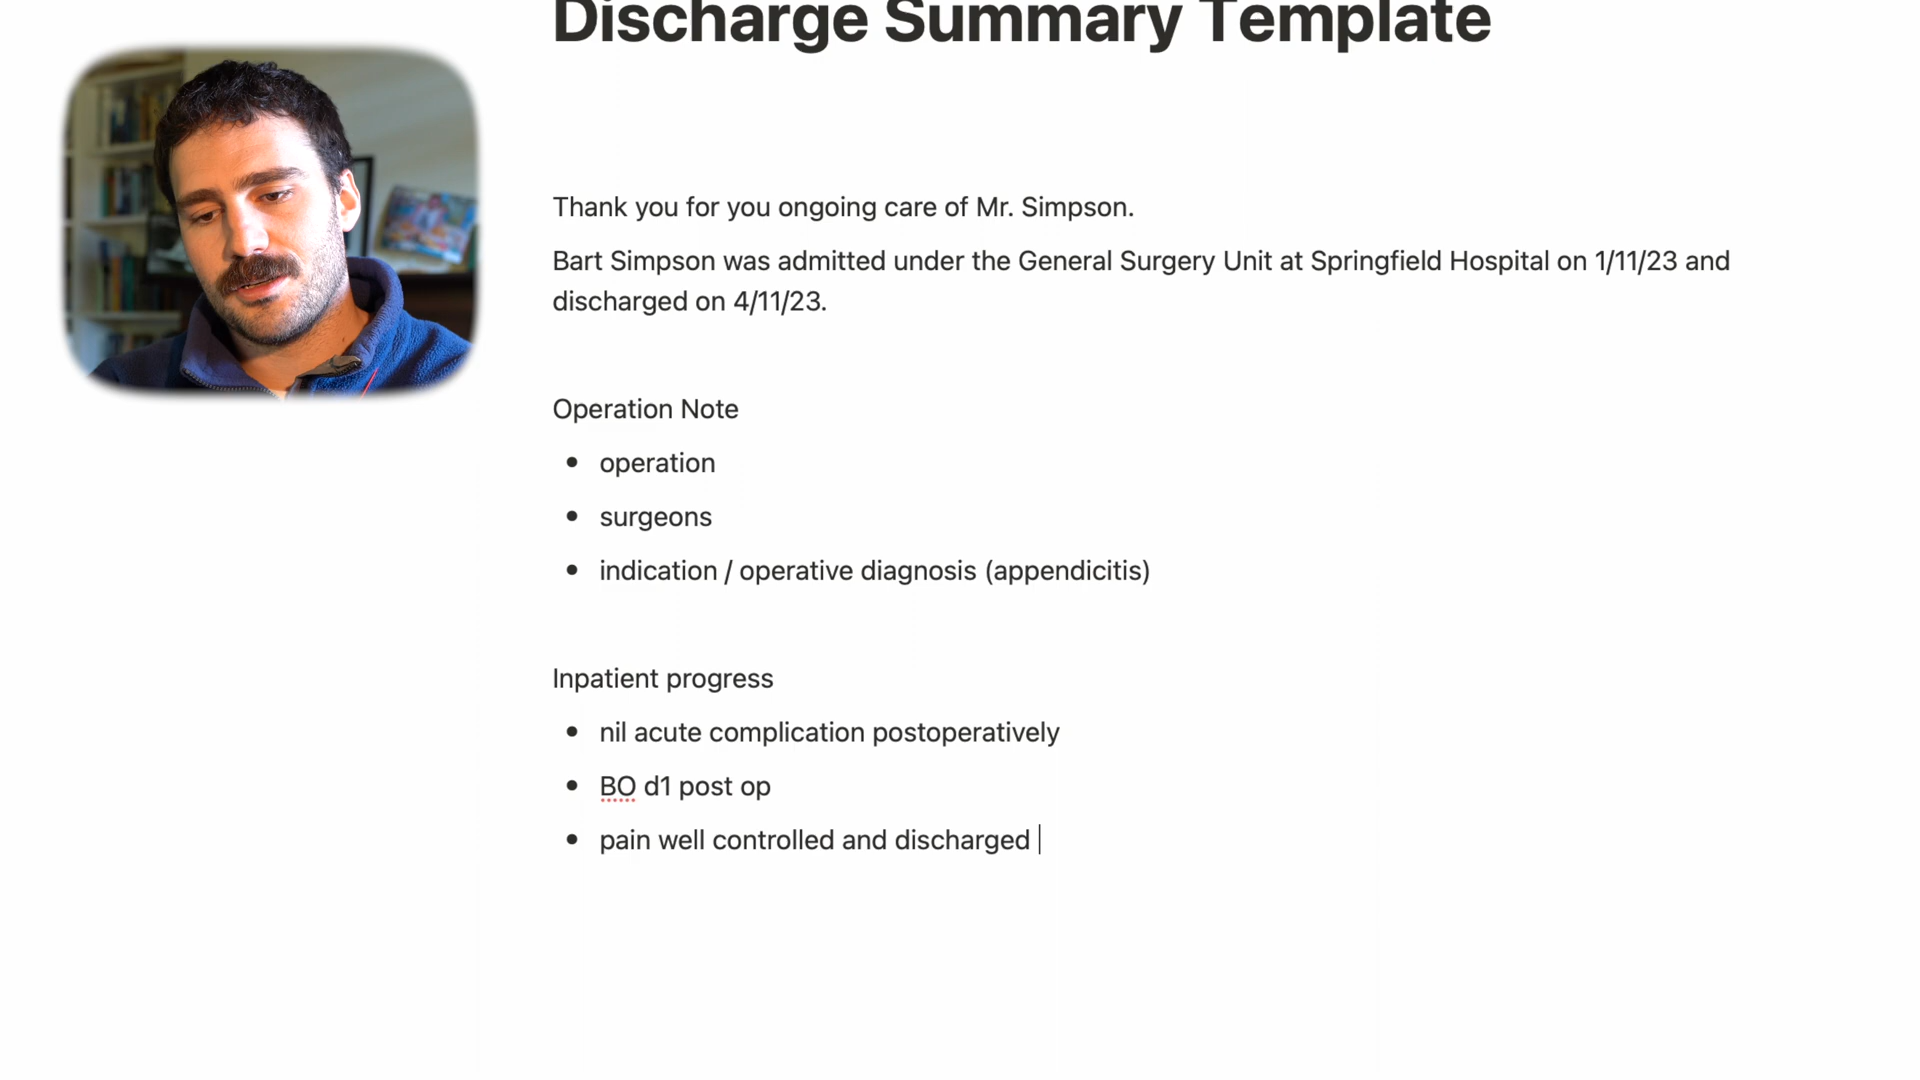 Discharge Summary Template
Thank you for you ongoing care of Mr. Simpson.
Bart Simpson was admitted under the General Surgery Unit at Springfield Hospital on 1/11/23 and
discharged on 4/11/23.
Operation Note
• operation
• surgeons
• indication / operative diagnosis (appendicitis)
Inpatient progress
• nil acute complication postoperatively
• BO d1 post op
• pain well controlled and discharged